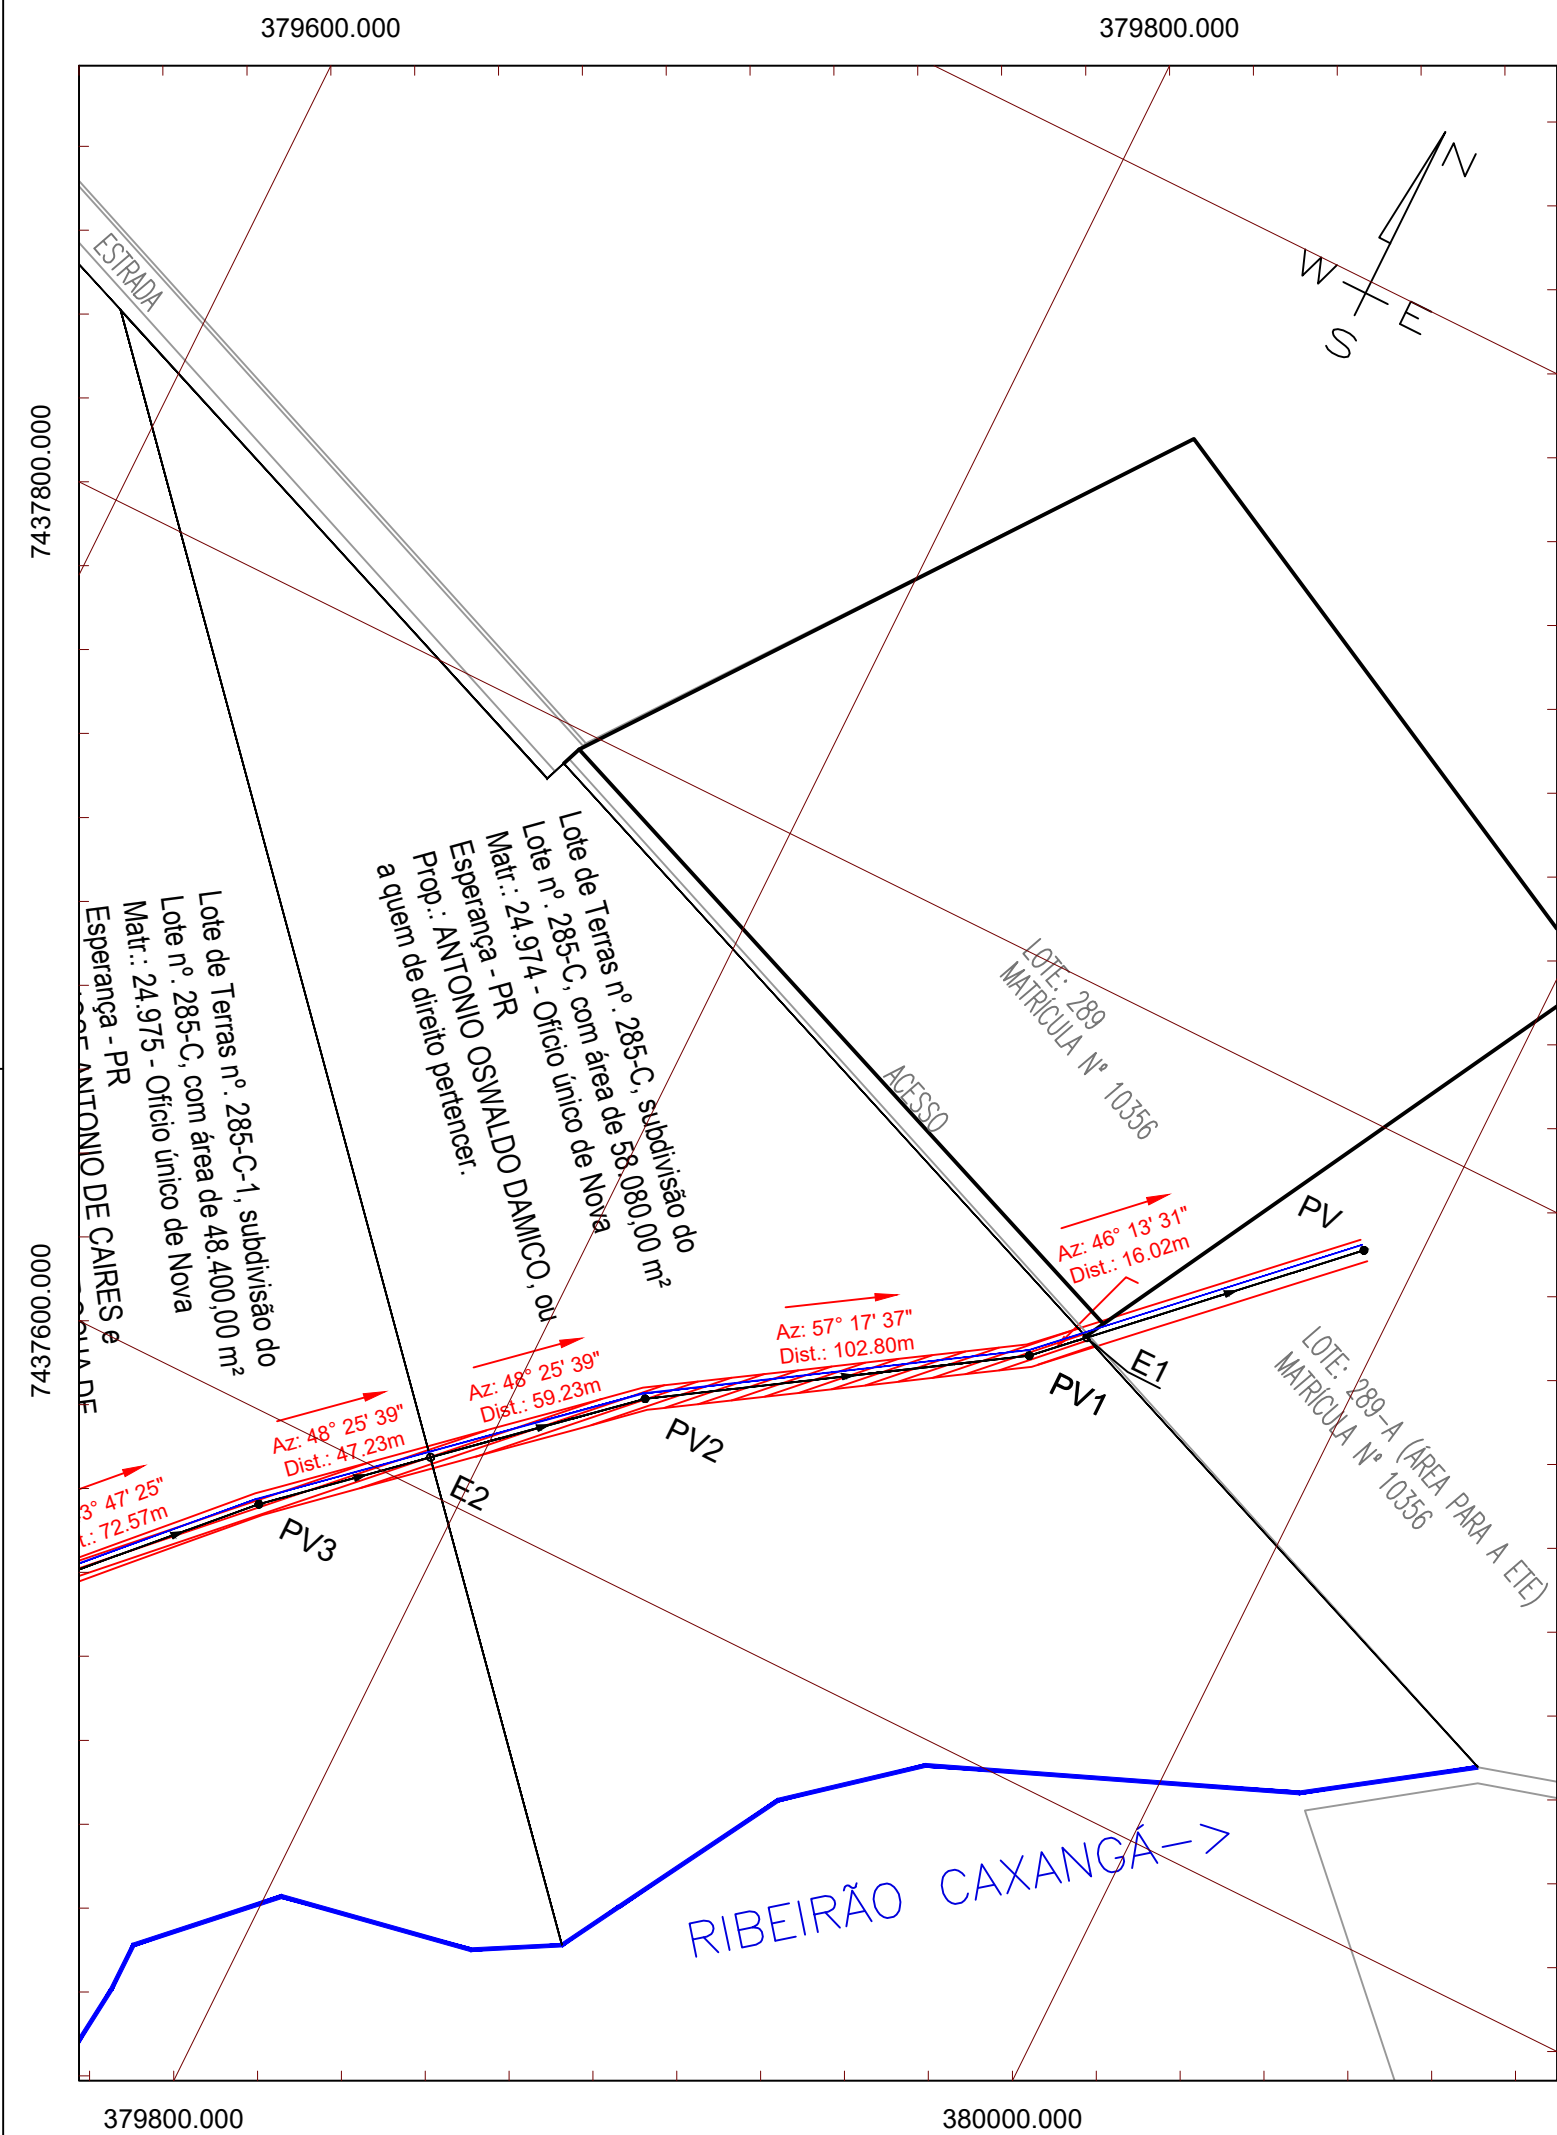 379600.000
379800.000
N
W
E
S
ESTRADA
7437800.000
7437600.000
Lote de Terras nº. 285-C, subdivisão do
Lote nº. 285-C, com área de 58.080,00 m²
Matr.: 24.974 - Ofício único de Nova
Esperança - PR
Prop.: ANTONIO OSWALDO DAMICO, ou
a quem de direito pertencer.
Lote de Terras nº. 285-C-1, subdivisão do
Lote nº. 285-C, com área de 48.400,00 m²
Matr.: 24.975 - Ofício único de Nova
Esperança - PR
ANTONIO DE CAIRES e
DE
LOTE: 289
MATRÍCULA N° 10356
ACESSO
Az: 46° 13' 31"
Dist.: 16.02m
PV
Az: 57° 17' 37"
Dist.: 102.80m
E1
PV1
Az: 48° 25' 39"
Dist.: 59.23m
PV2
Az: 48° 25' 39"
Dist.: 47.23m
E2
3° 47' 25"
t.: 72.57m
PV3
LOTE: 289-A (ÁREA PARA A ETE)
MATRÍCULA N° 10356
RIBEIRÃO CAXANGÁ-->
379800.000
380000.000